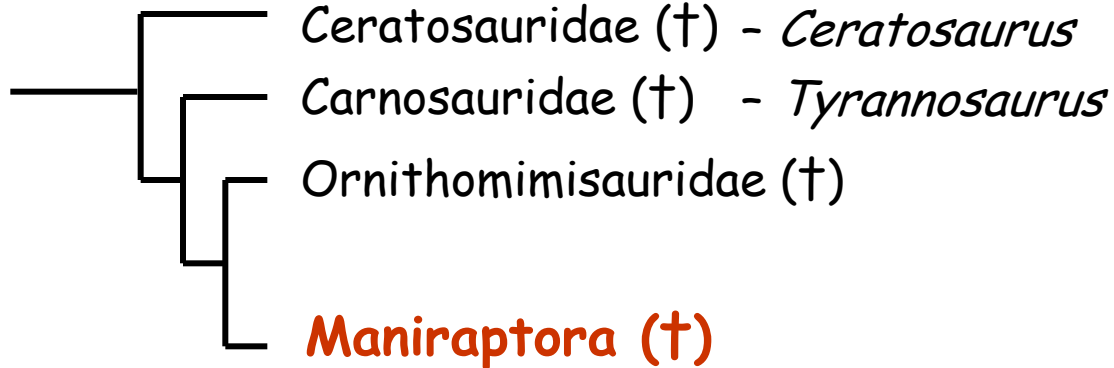 Ceratosauridae (†) – Ceratosaurus
Carnosauridae (†) – Tyrannosaurus
Ornithomimisauridae (†)
Maniraptora (†)